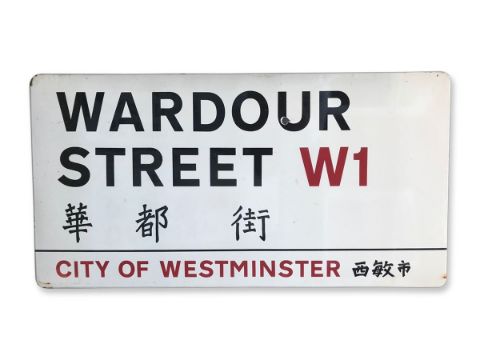 WARDOUR
STREET W1
華都街
CITY OF WESTMINSTER 西敏市